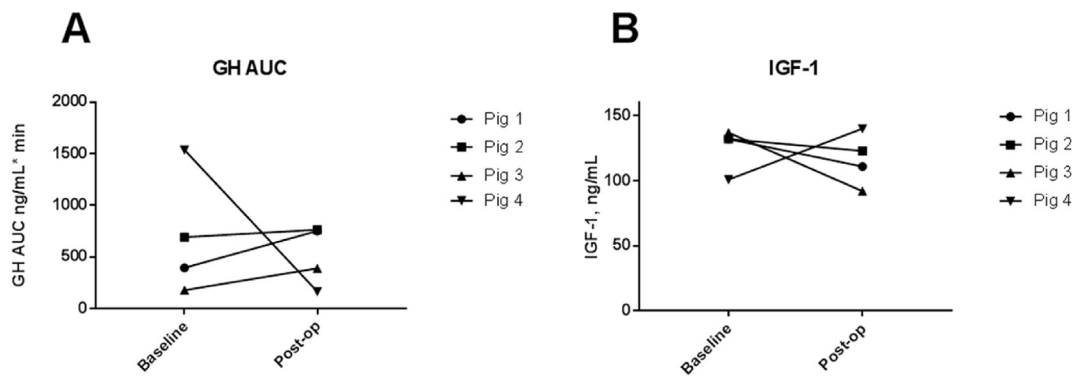 A
GH AUC
GH AUC ng/mL* min
2000
1500
1000
500
0
Baseline
Post-op
Pig 1
Pig 2
Pig 3
Pig 4
B
IGF-1
IGF-1, ng/mL
150
100
50
0
Baseline
Post-op
Pig 1
Pig 2
Pig 3
Pig 4